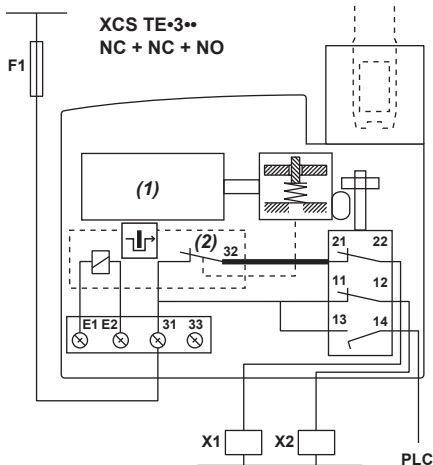 XCS TE•3••
NC + NC + NO
F1
(1)
(2)
32
21 22
11 12
13 14
E1 E2 31 33
X1 X2
PLC